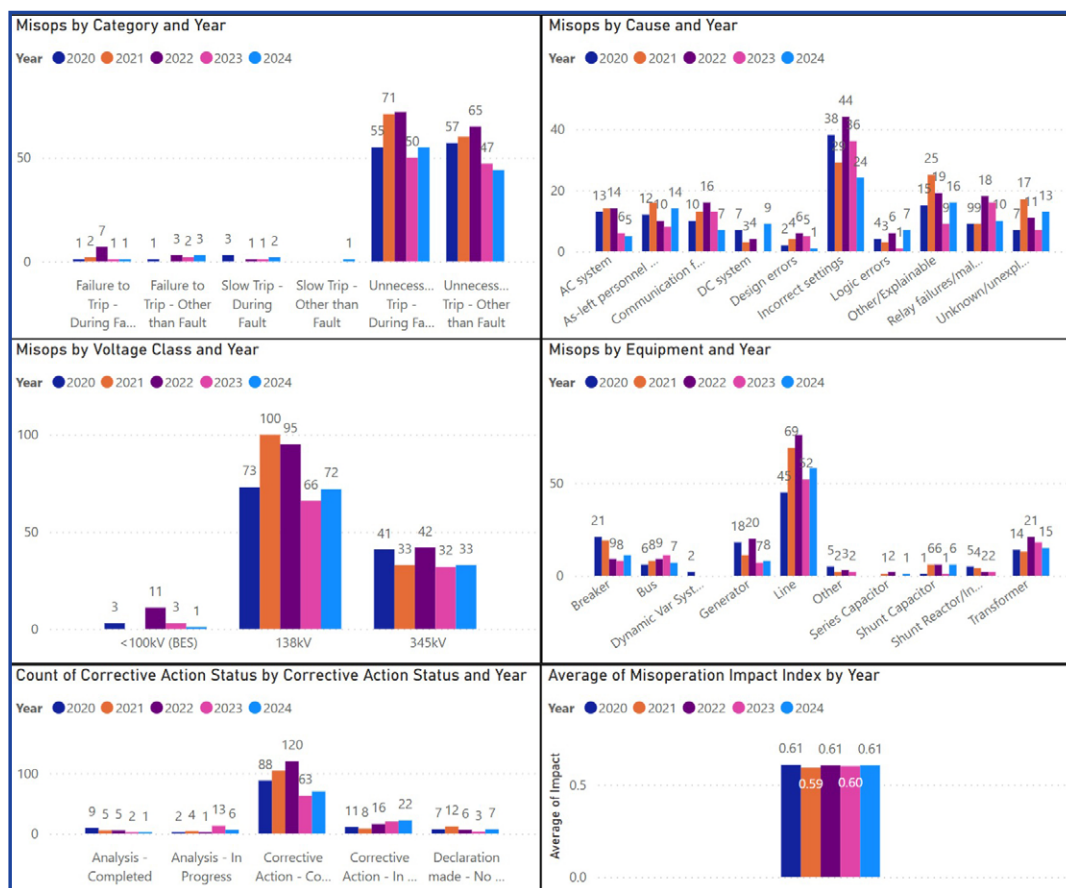 Misops by Category and Year
Year 2020 2021 2022 2023 2024
50
0
1 2 7 1 1
1 3 2 3
3 1 1 2
1
55 71 50
57 65 47
Failure to Trip - During Fa...
Failure to Trip - Other than Fault
Slow Trip - During Fault
Slow Trip - Other than Fault
Unnecess... Trip - During Fa...
Unnecess... Trip - Other than Fault
Misops by Cause and Year
Year 2020 2021 2022 2023 2024
40
20
0
13 14 6 5
12 10 14
10 16 7
7 3 4 9
2 4 6 5 1
38 29 44 36 24
4 3 6 1 7
15 25 19 9 16
9 9 18 10
7 17 11 13
AC system
As-left personnel ...
Communication f...
DC system
Design errors
Incorrect settings
Logic errors
Other/Explainable
Relay failures/mal...
Unknown/unexpl...
Misops by Voltage Class and Year
Year 2020 2021 2022 2023 2024
100
50
0
3 11 3 1
73 100 95 66 72
41 33 42 32 33
<100kV (BES)
138kV
345kV
Misops by Equipment and Year
Year 2020 2021 2022 2023 2024
50
0
21 9 8
6 8 9 7
2
18 20 7 8
45 69 52
5 2 3 2
1 2 1
1 6 6 1 6
5 4 2 2
14 21 15
Breaker
Bus
Dynamic Var Syst...
Generator
Line
Other
Series Capacitor
Shunt Capacitor
Shunt Reactor/In...
Transformer
Count of Corrective Action Status by Corrective Action Status and Year
Year 2020 2021 2022 2023 2024
100
0
9 5 5 2 1
2 4 1 13 6
88 120 63
11 8 16 22
7 12 6 3 7
Analysis - Completed
Analysis - In Progress
Corrective Action - Co...
Corrective Action - In ...
Declaration made - No ...
Average of Misoperation Impact Index by Year
Year 2020 2021 2022 2023 2024
Average of Impact
0.5
0.0
0.61 0.59 0.61 0.60 0.61